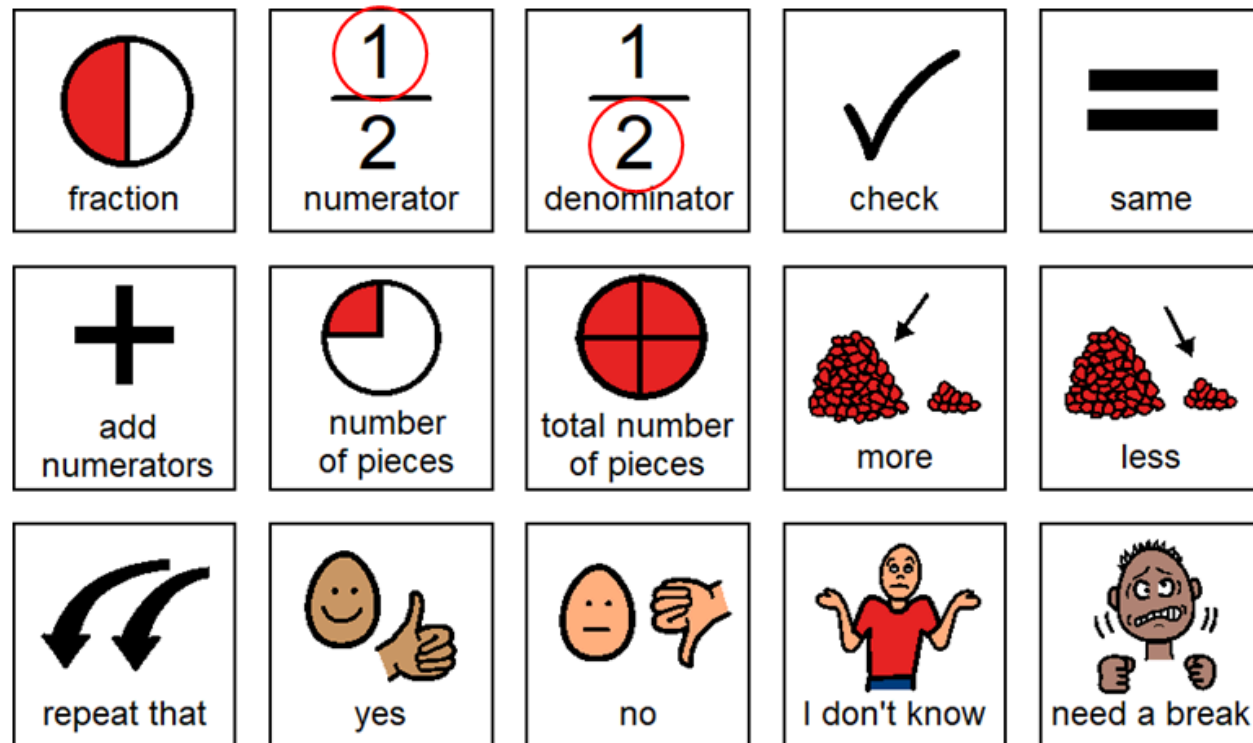 1
2
fraction
numerator
1
2
denominator
check
same
add
numerators
number
of pieces
total number
of pieces
more
less
repeat that
yes
no
I don't know
need a break